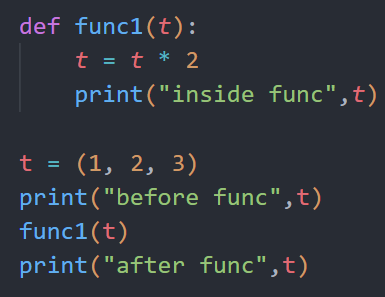 def func1(t):
    t = t * 2
    print("inside func",t)
t = (1, 2, 3)
print("before func",t)
func1(t)
print("after func",t)